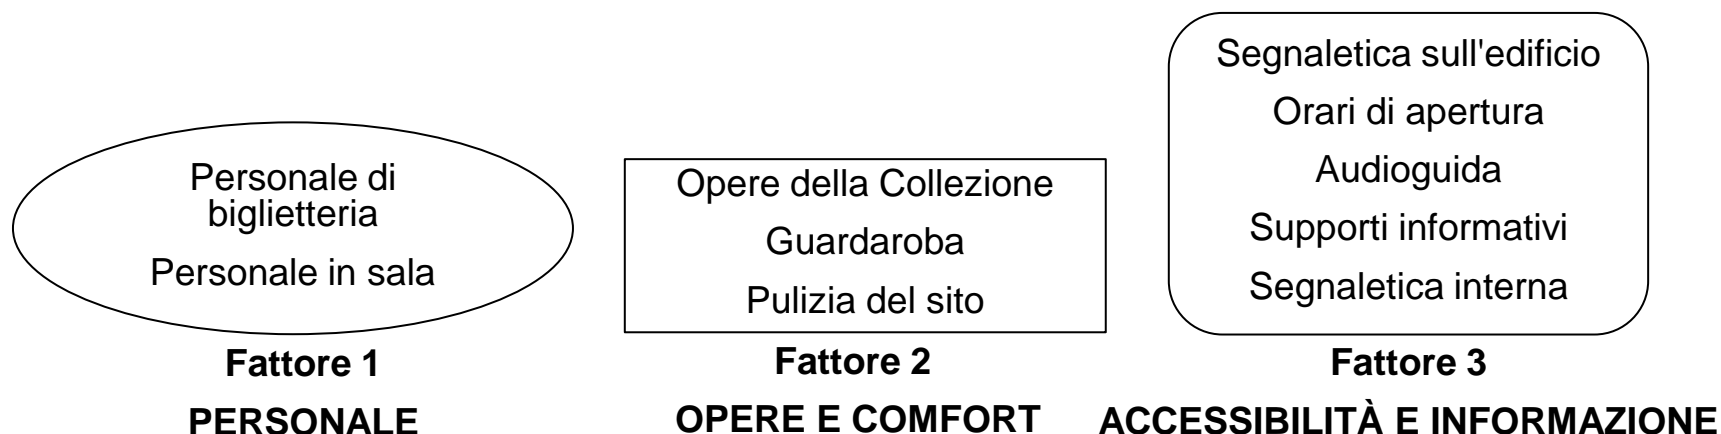 Personale di
biglietteria
Personale in sala
Fattore 1
PERSONALE
Opere della Collezione
Guardaroba
Pulizia del sito
Fattore 2
OPERE E COMFORT
Segnaletica sull'edificio
Orari di apertura
Audioguida
Supporti informativi
Segnaletica interna
Fattore 3
ACCESSIBILITÀ E INFORMAZIONE